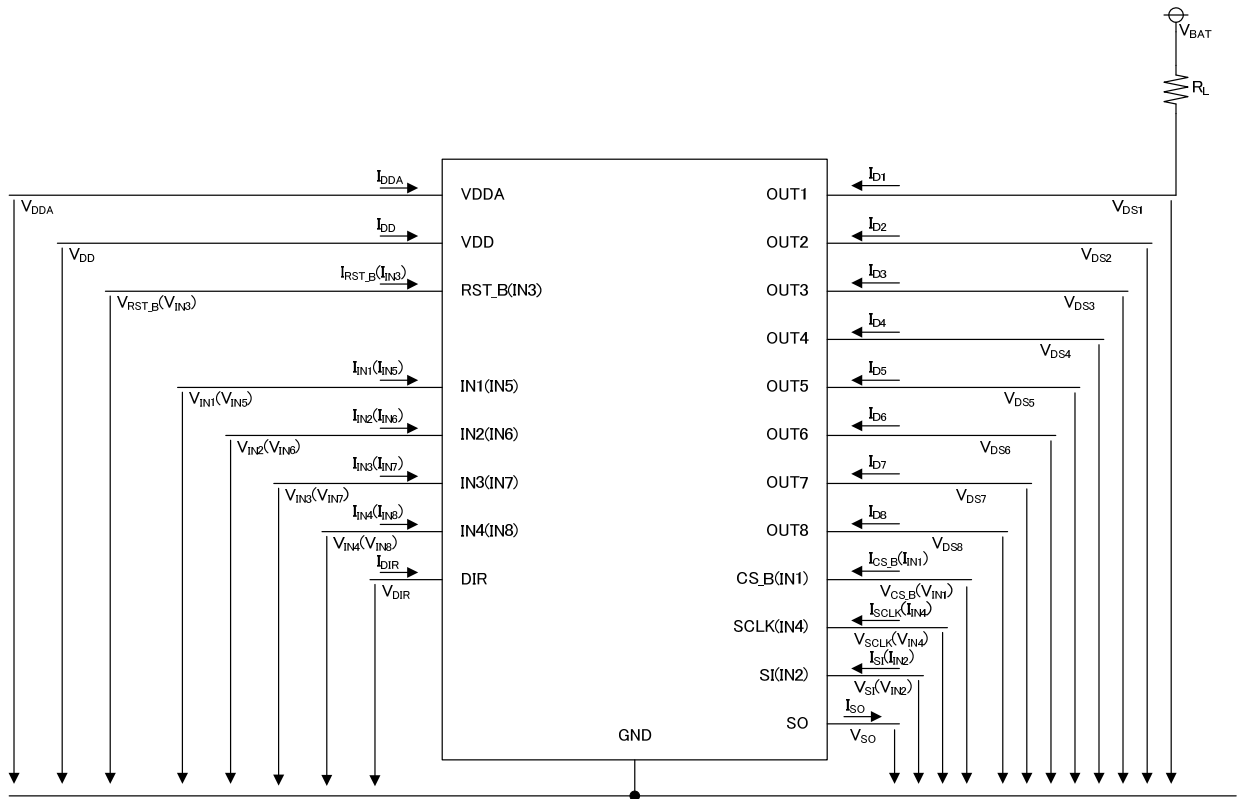 VBAT
RL
IDDA
VDDA
VDDA
IDD
VDD
VDD
IRST_B(IIN3)
VRST_B(VIN3)
RST_B(IN3)
IIN1(IIN5)
VIN1(VIN5)
IN1(IN5)
IIN2(IIN6)
VIN2(VIN6)
IN2(IN6)
IIN3(IIN7)
VIN3(VIN7)
IN3(IN7)
IIN4(IIN8)
VIN4(VIN8)
IN4(IN8)
IDIR
VDIR
DIR
GND
OUT1
ID1
VDS1
OUT2
ID2
VDS2
OUT3
ID3
VDS3
OUT4
ID4
VDS4
OUT5
ID5
VDS5
OUT6
ID6
VDS6
OUT7
ID7
VDS7
OUT8
ID8
VDS8
CS_B(IN1)
ICS_B(IIN1)
VCS_B(VIN1)
SCLK(IN4)
ISCLK(IIN4)
VSCLK(VIN4)
SI(IN2)
ISI(IIN2)
VSI(VIN2)
SO
ISO
VSO